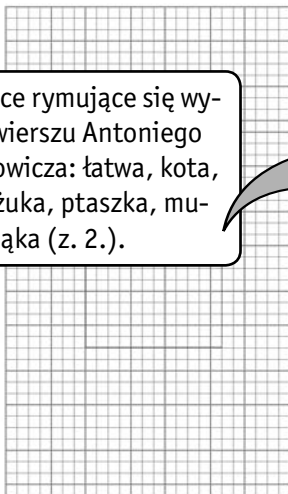 ce rymujące się wy-
wierszu Antoniego
owicza: łatwa, kota,
żuka, ptaszka, mu-
ąka (z. 2.).